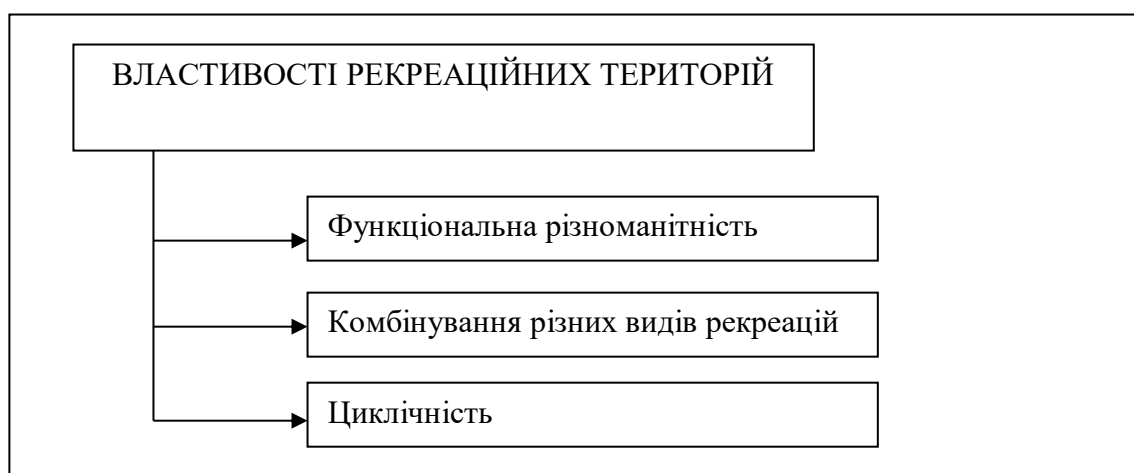 ВЛАСТИВОСТІ РЕКРЕАЦІЙНИХ ТЕРИТОРІЙ
Функціональна різноманітність
Комбінування різних видів рекреацій
Циклічність